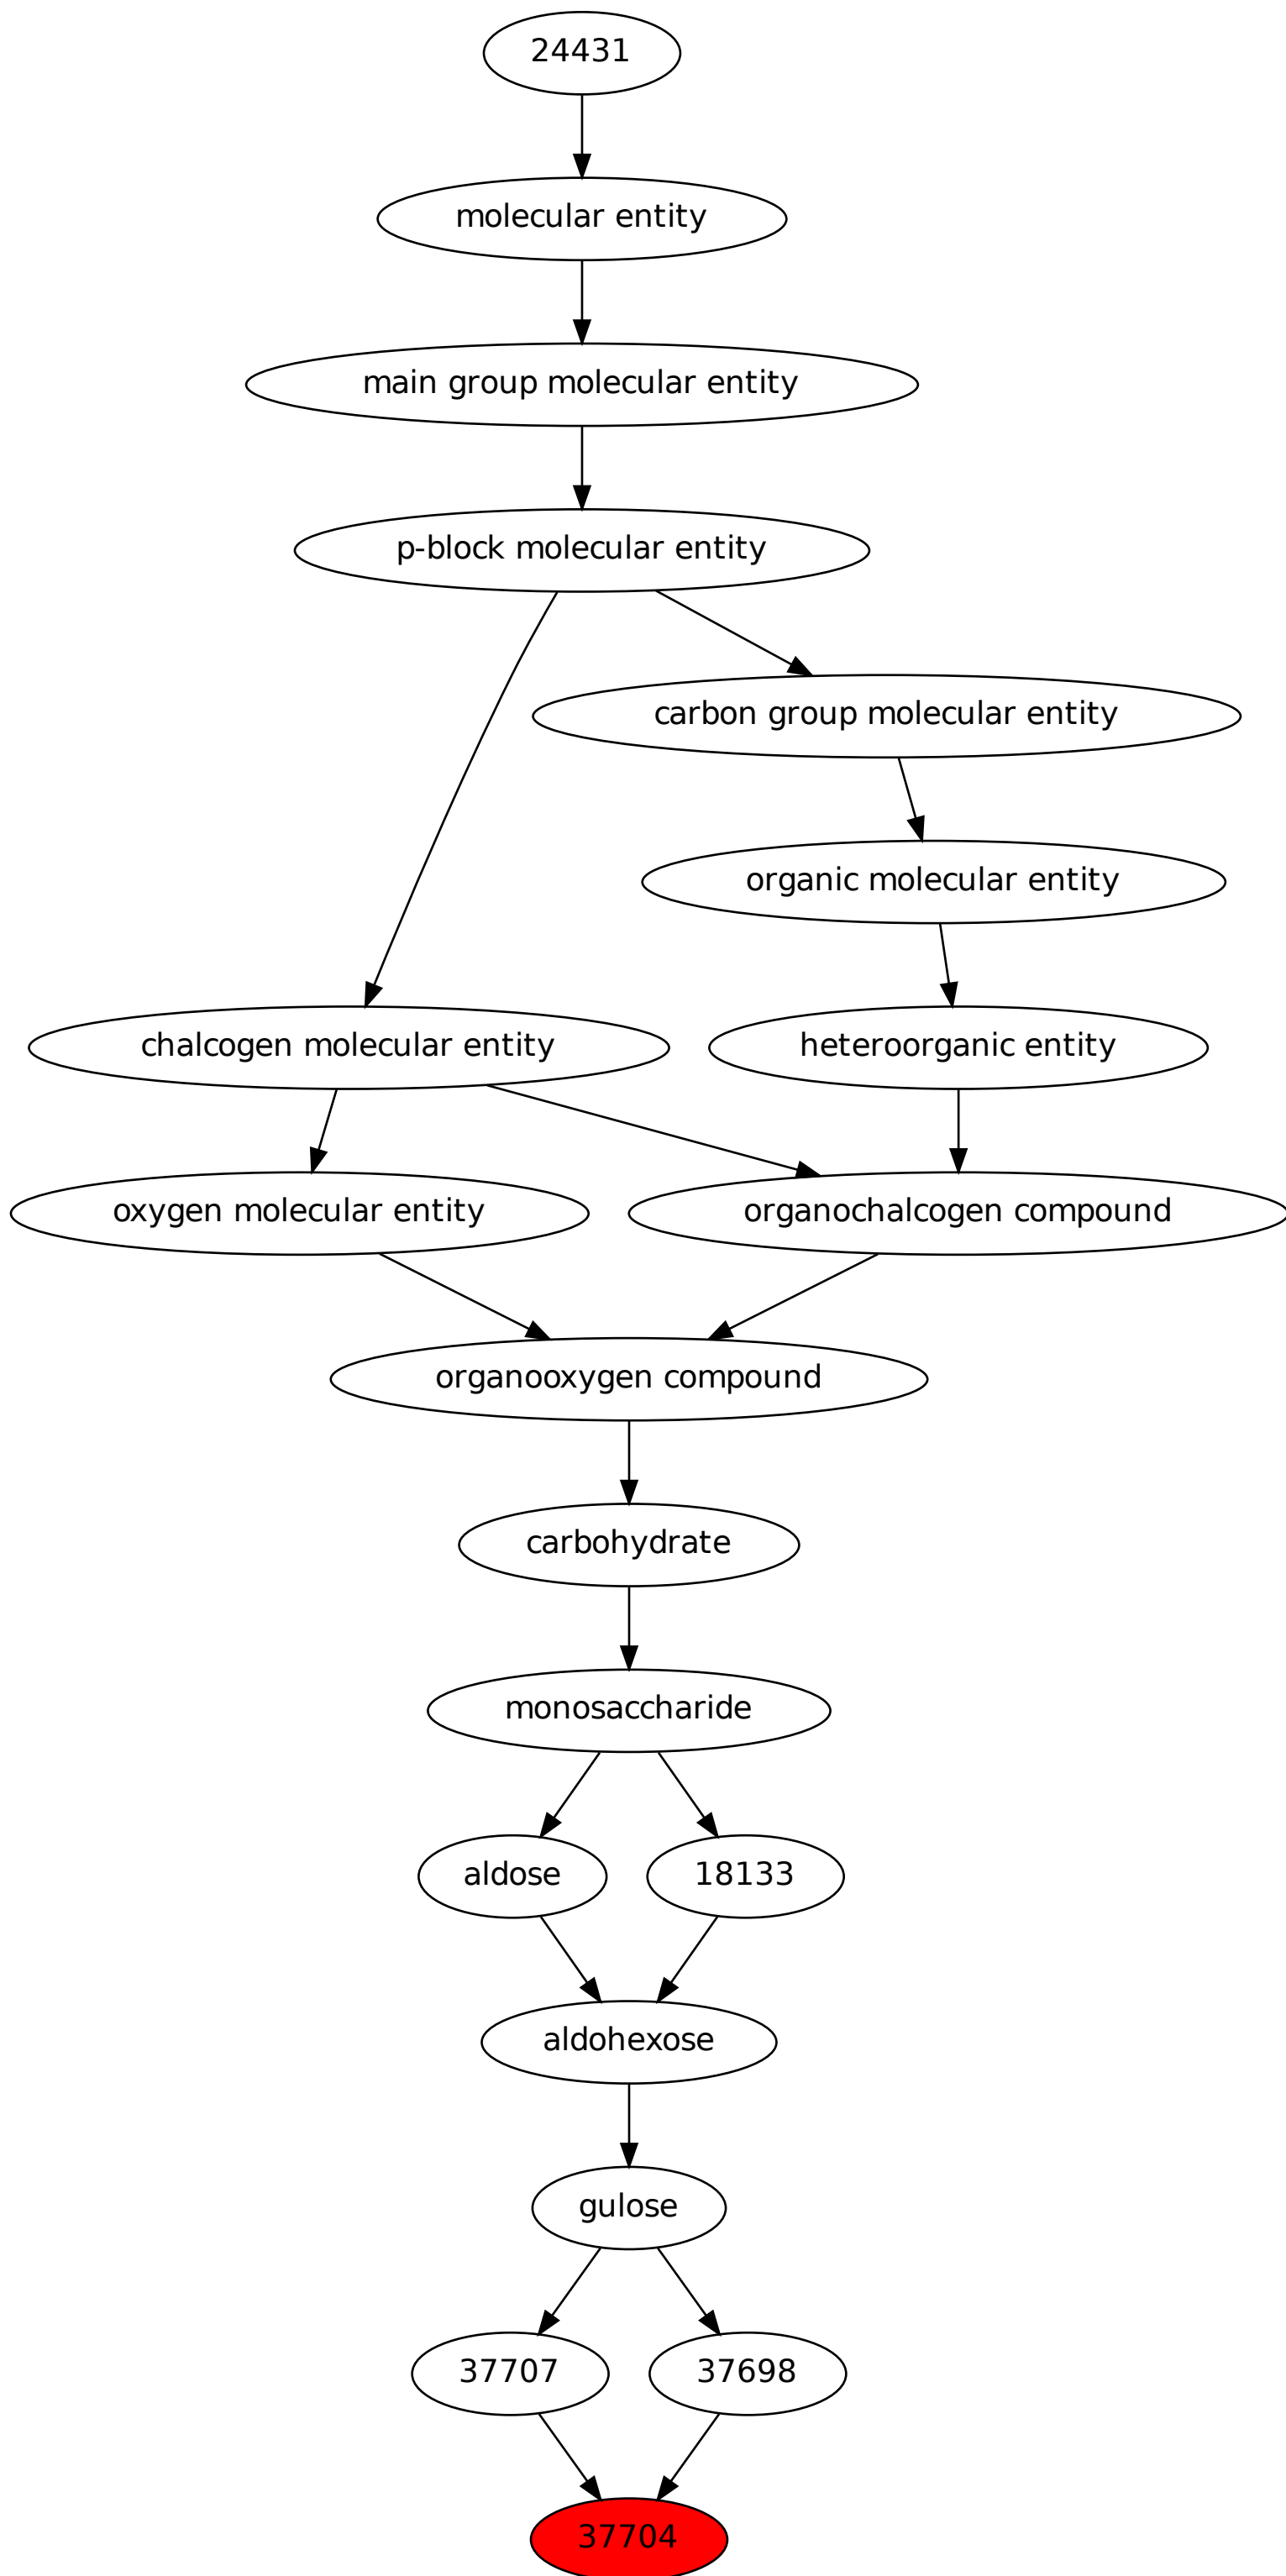 24431
molecular entity
main group molecular entity
p-block molecular entity
carbon group molecular entity
organic molecular entity
chalcogen molecular entity
heteroorganic entity
oxygen molecular entity
organochalcogen compound
organooxygen compound
carbohydrate
monosaccharide
aldose
18133
aldohexose
gulose
37707
37698
37704